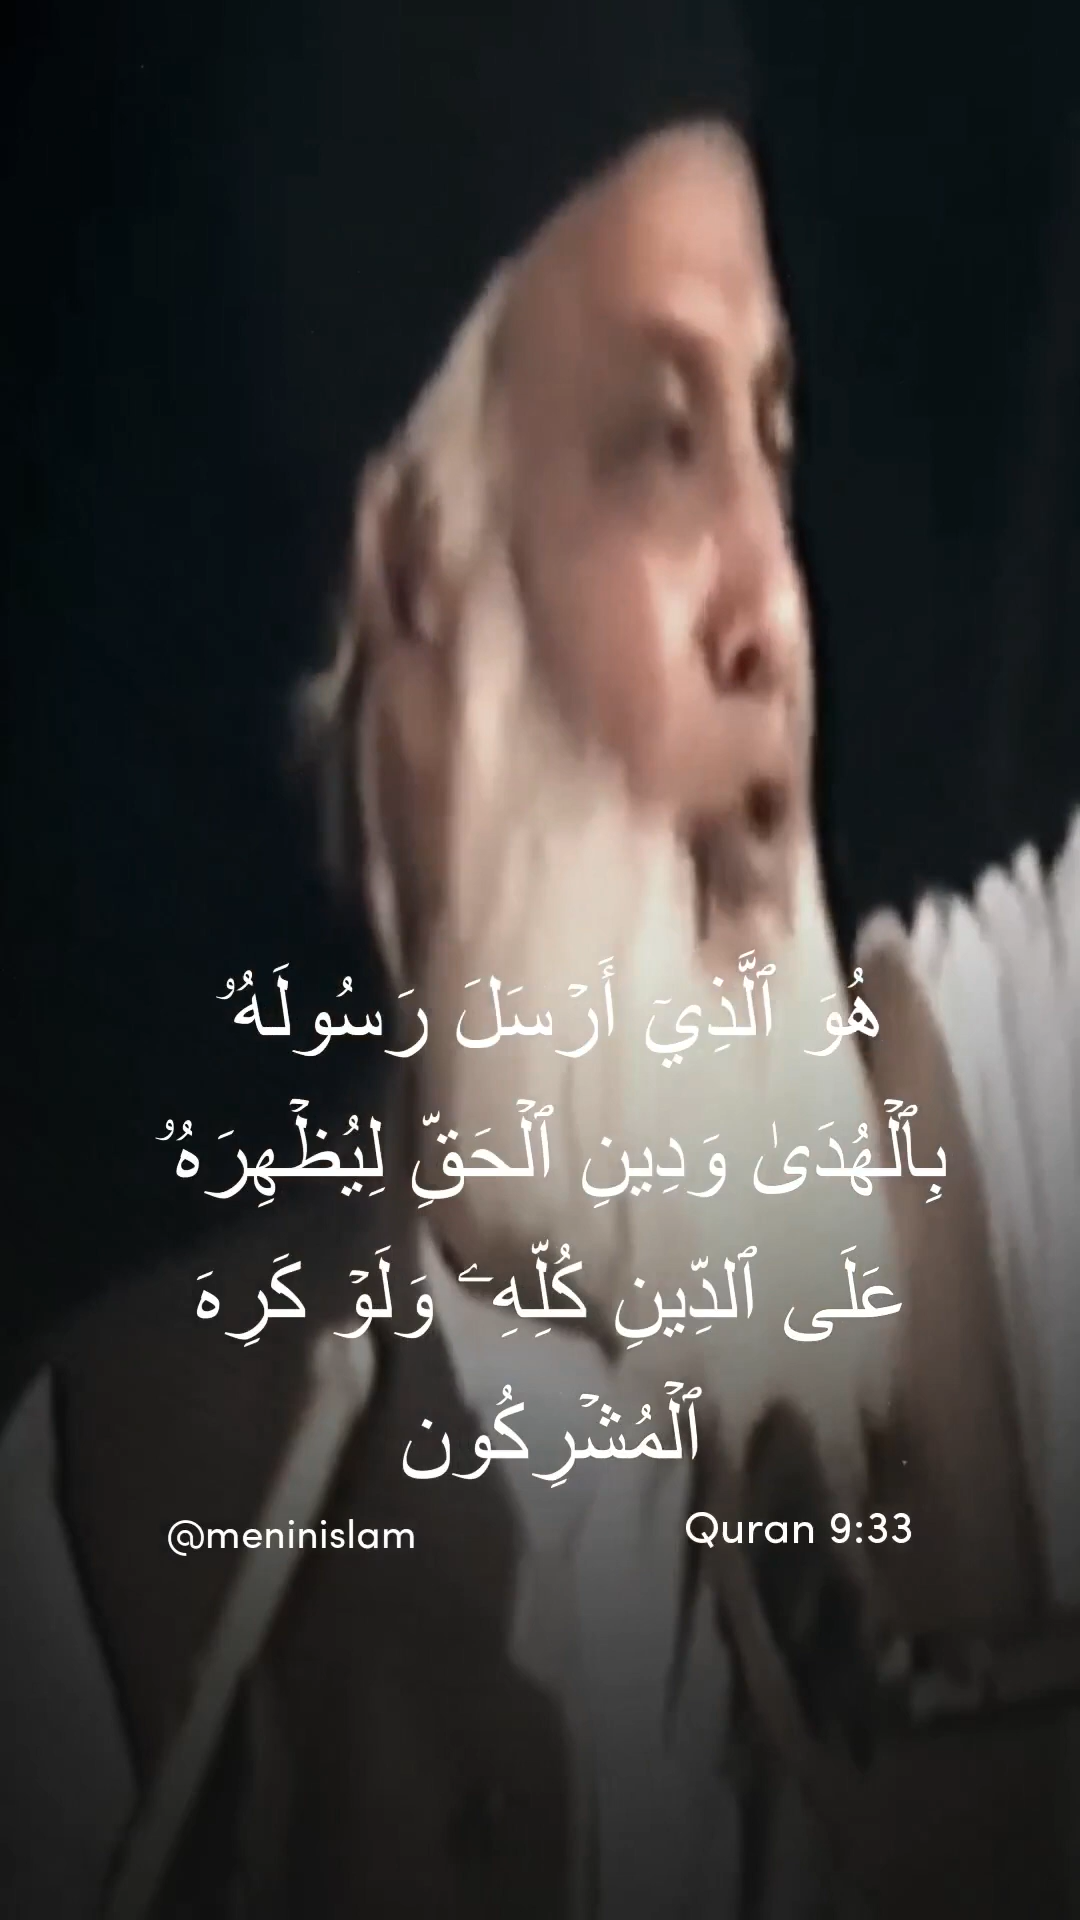 هُوَ ٱلَّذِيٓ أَرۡسَلَ رَسُولَهُۥ
بِٱلۡهُدَىٰ وَدِينِ ٱلۡحَقِّ لِيُظۡهِرَهُۥ
عَلَى ٱلدِّينِ كُلِّهِۦ وَلَوۡ كَرِهَ
ٱلۡمُشۡرِكُون
@meninislam
Quran 9:33